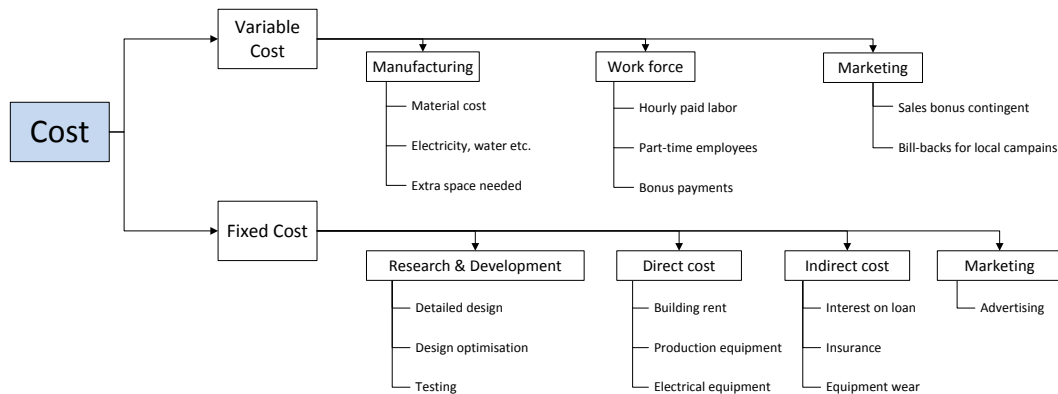 Variable
Cost
Manufacturing
Work force
Marketing
Material cost
Hourly paid labor
Sales bonus contingent
Cost
Electricity, water etc.
Part-time employees
Bill-backs for local campains
Extra space needed
Bonus payments
Fixed Cost
Research & Development
Direct cost
Indirect cost
Marketing
Detailed design
Building rent
Interest on loan
Advertising
Design optimisation
Production equipment
Insurance
Testing
Electrical equipment
Equipment wear